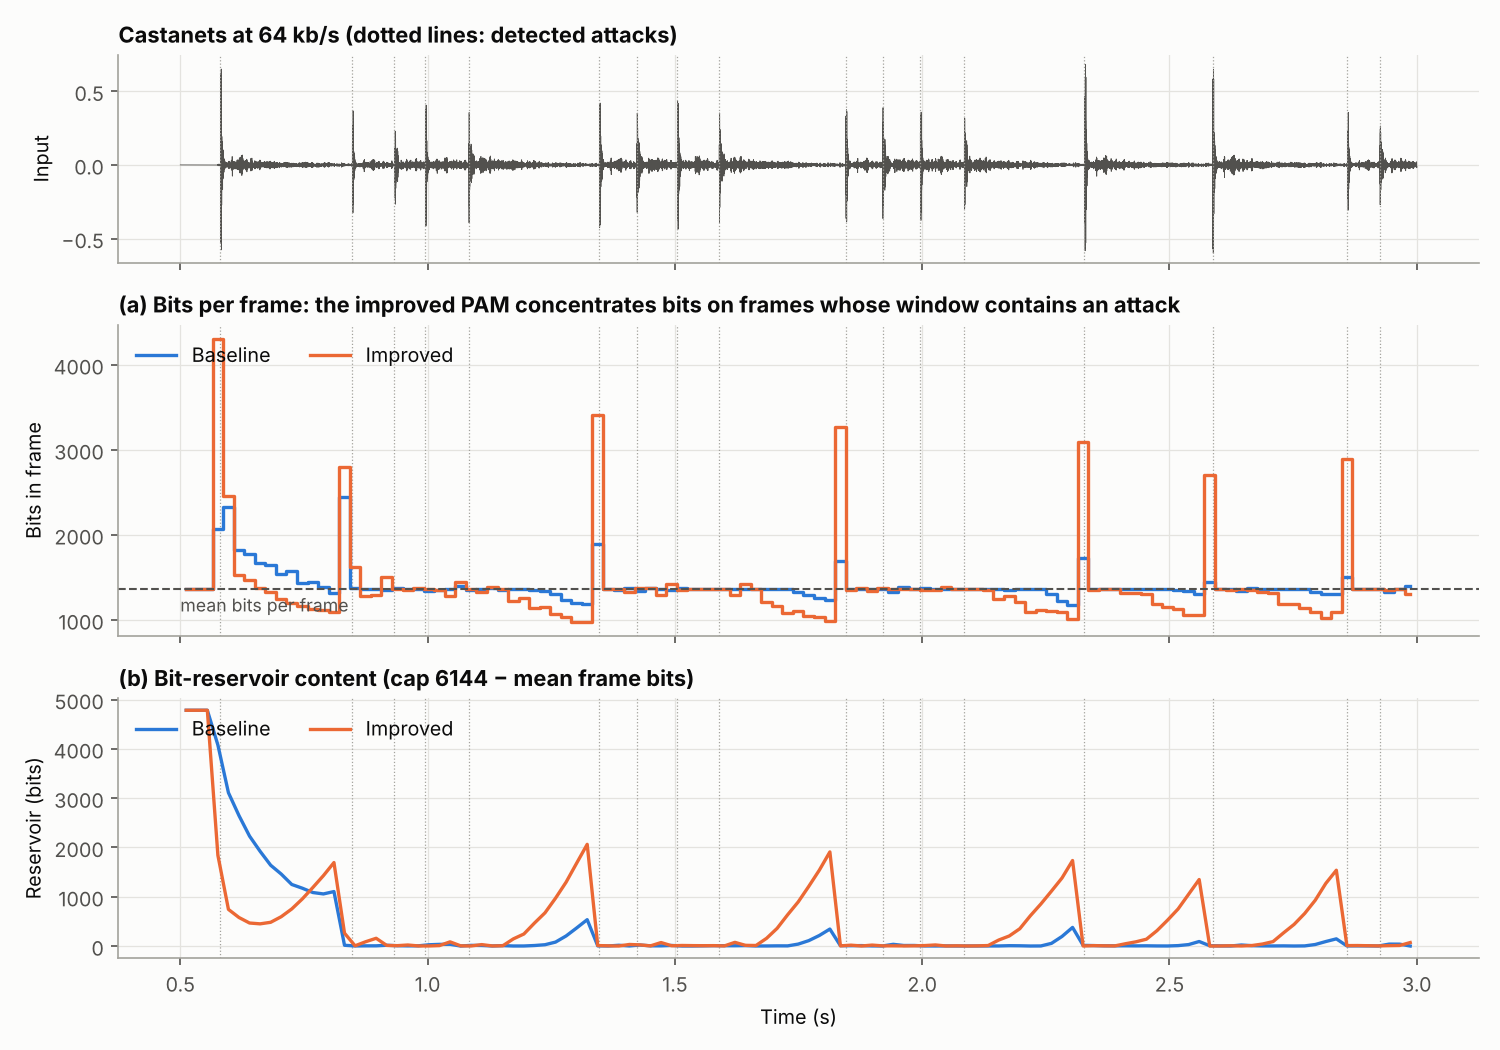 Castanets at 64 kb/s (dotted lines: detected attacks)
Input
0.5
0.0
−0.5
(a) Bits per frame: the improved PAM concentrates bits on frames whose window contains an attack
Baseline
Improved
Bits in frame
4000
3000
2000
1000
mean bits per frame
(b) Bit-reservoir content (cap 6144 − mean frame bits)
Baseline
Improved
Reservoir (bits)
5000
4000
3000
2000
1000
0
0.5
1.0
1.5
2.0
2.5
3.0
Time (s)